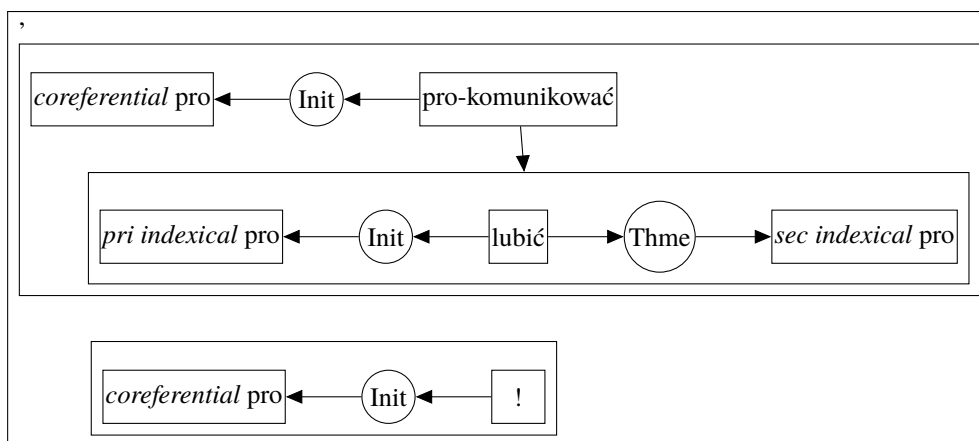 ,
coreferential pro Init pro-komunikować
pri indexical pro Init lubić Thme sec indexical pro
coreferential pro Init !